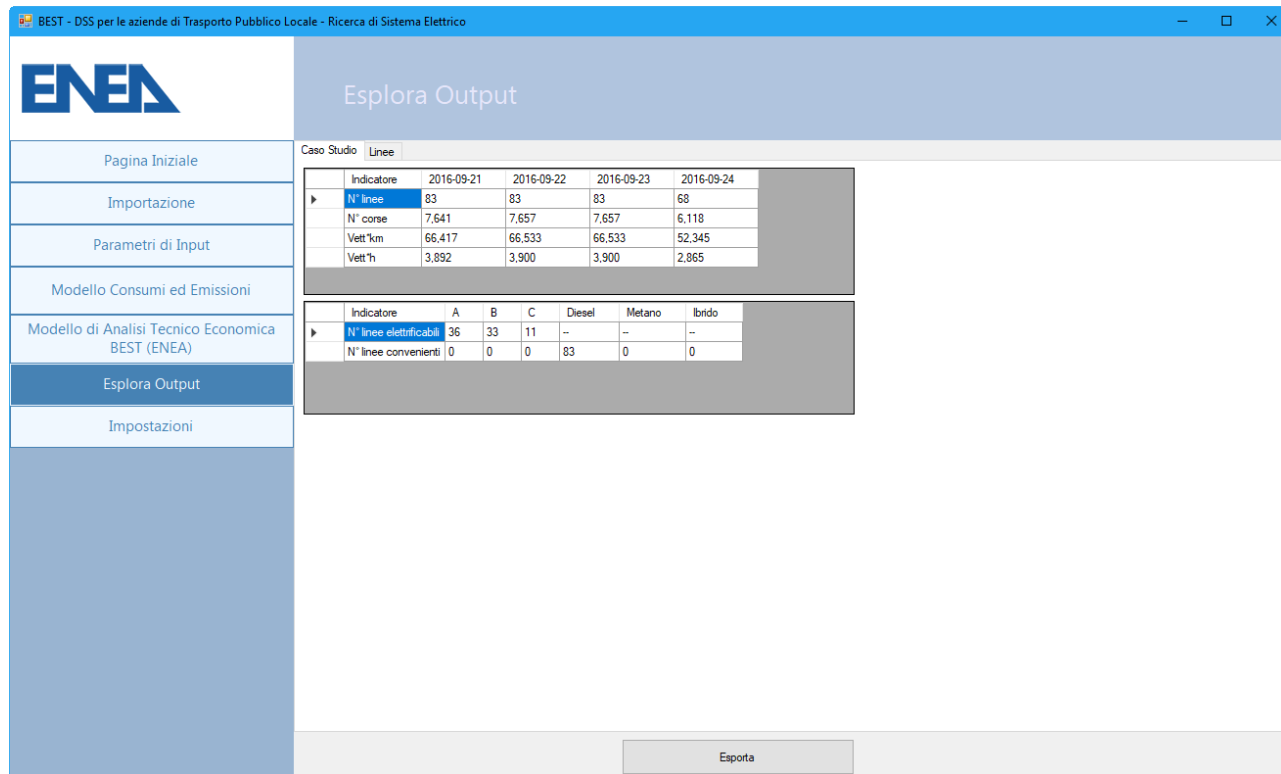 BEST - DSS per le aziende di Trasporto Pubblico Locale - Ricerca di Sistema Elettrico
ENEA
Esplora Output
Pagina Iniziale
Importazione
Parametri di Input
Modello Consumi ed Emissioni
Modello di Analisi Tecnico Economica
BEST (ENEA)
Esplora Output
Impostazioni
Caso Studio Linee
Indicatore 2016-09-21 2016-09-22 2016-09-23 2016-09-24
N° linee 83 83 83 68
N° corse 7,641 7,657 7,657 6,118
Vett*km 66,417 66,533 66,533 52,345
Vett*h 3,892 3,900 3,900 2,865
Indicatore A B C Diesel Metano Ibrido
N° linee elettrificabili 36 33 11 -- -- --
N° linee convenienti 0 0 0 83 0 0
Esporta